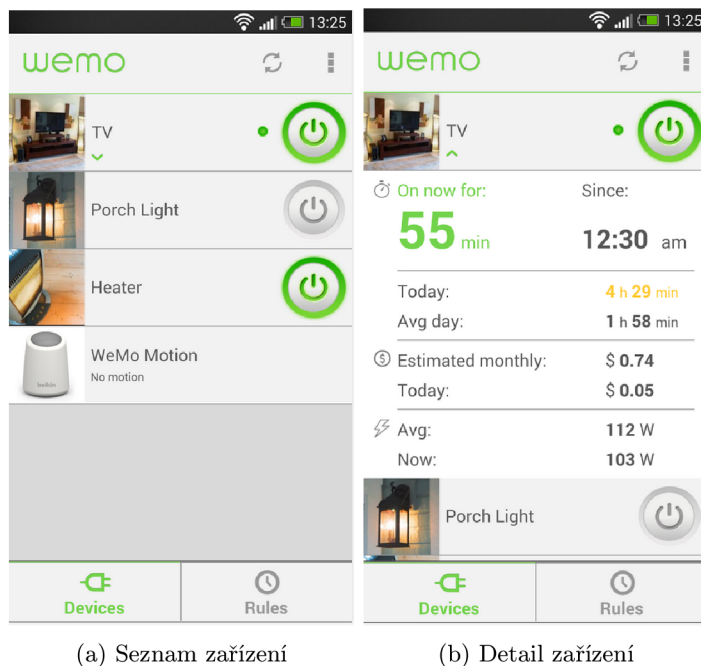 13:25
wemo
TV
Porch Light
Heater
WeMo Motion
No motion
belkin
Devices Rules
(a) Seznam zařízení
13:25
wemo
TV
On now for: Since:
55 min 12:30 am
Today: 4 h 29 min
Avg day: 1 h 58 min
Estimated monthly: $ 0.74
Today: $ 0.05
Avg: 112 W
Now: 103 W
Porch Light
Devices Rules
(b) Detail zařízení